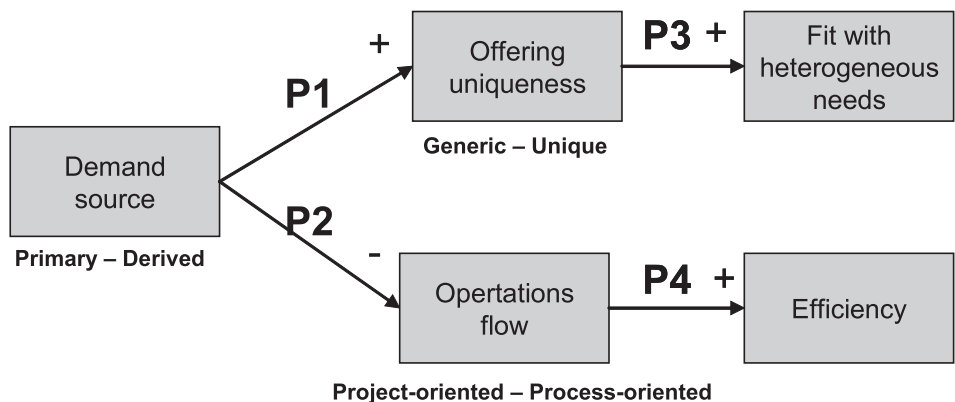 Demand
source
Primary – Derived
P1
+
Offering
uniqueness
Generic – Unique
P3 +
Fit with
heterogeneous
needs
P2
-
Opertations
flow
Project-oriented – Process-oriented
P4 +
Efficiency